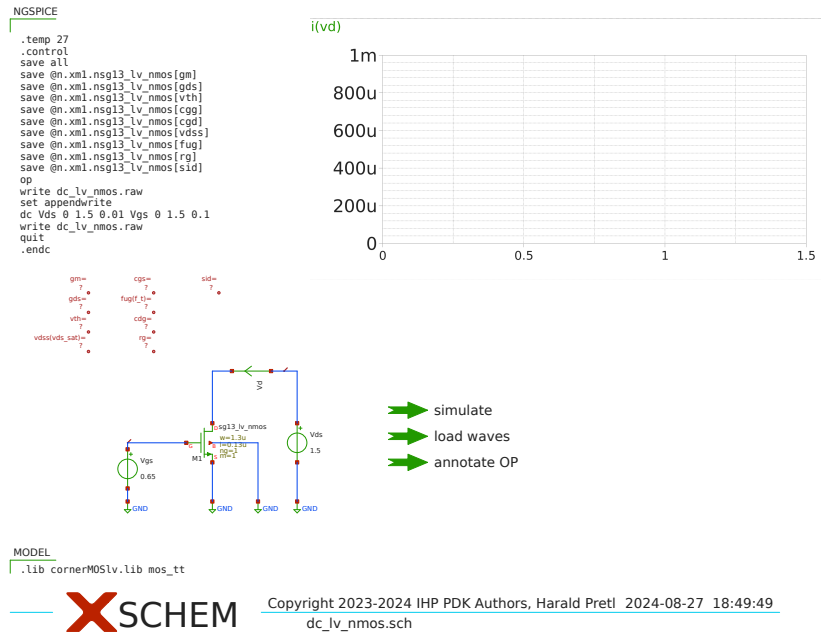 NGSPICE
.temp 27
.control
save all
save @n.xm1.nsg13_lv_nmos[gm]
save @n.xm1.nsg13_lv_nmos[gds]
save @n.xm1.nsg13_lv_nmos[vth]
save @n.xm1.nsg13_lv_nmos[cgg]
save @n.xm1.nsg13_lv_nmos[cgd]
save @n.xm1.nsg13_lv_nmos[vdss]
save @n.xm1.nsg13_lv_nmos[fug]
save @n.xm1.nsg13_lv_nmos[rg]
save @n.xm1.nsg13_lv_nmos[sid]
op
write dc_lv_nmos.raw
set appendwrite
dc Vds 0 1.5 0.01 Vgs 0 1.5 0.1
write dc_lv_nmos.raw
quit
.endc
i(vd)
1m
800u
600u
400u
200u
0
0 0.5 1 1.5
gm= cgs= sid=
? ? ?
gds= fug(f_t)=
? ?
vth= cdg=
? ?
vdss(vds_sat)= rg=
? ?
Vd
D
sg13_lv_nmos
w=1.3u
l=0.13u
ng=1
m=1
G
B
S
M1
Vgs
0.65
Vds
1.5
GND GND GND GND
simulate
load waves
annotate OP
MODEL
.lib cornerMOSlv.lib mos_tt
XSCHEM
Copyright 2023-2024 IHP PDK Authors, Harald Pretl 2024-08-27 18:49:49
dc_lv_nmos.sch